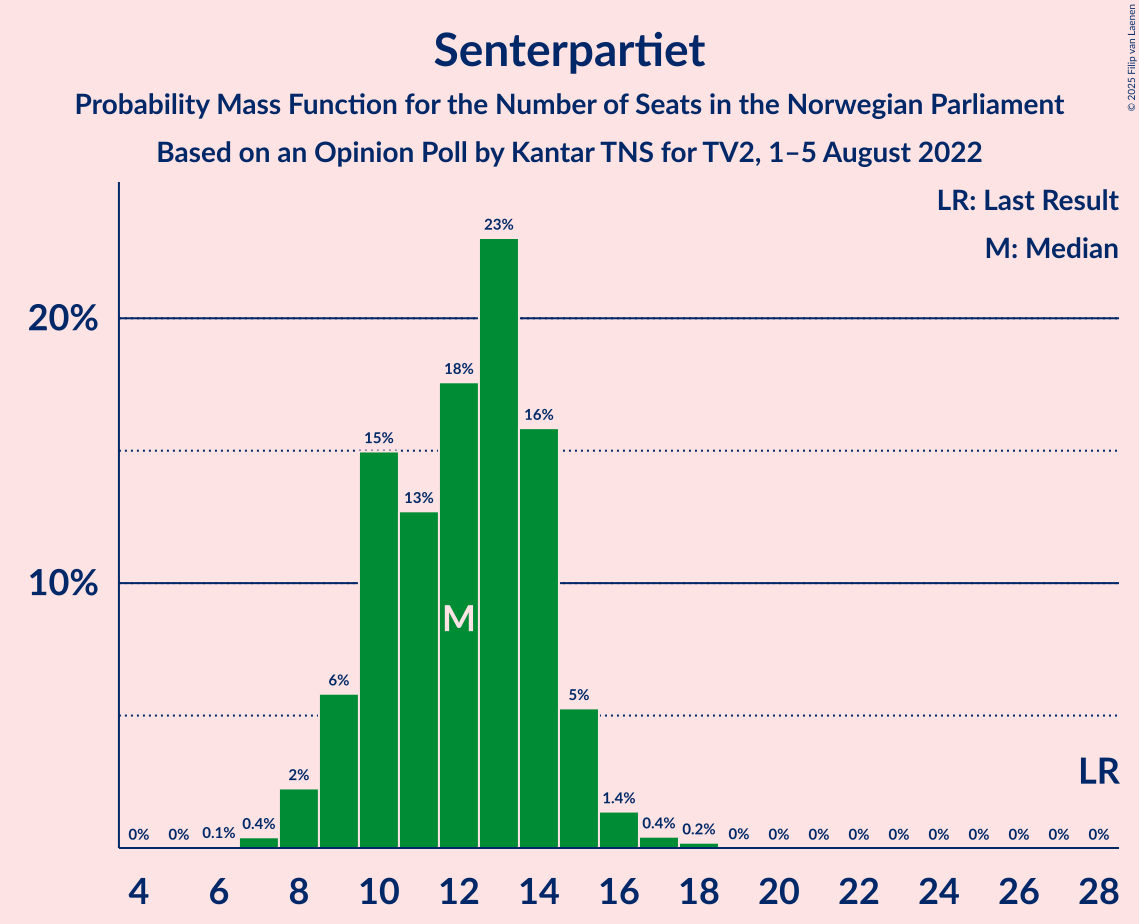 © 2025 Filip van Laenen
Senterpartiet
Probability Mass Function for the Number of Seats in the Norwegian Parliament
Based on an Opinion Poll by Kantar TNS for TV2, 1–5 August 2022
LR: Last Result
M: Median
20%
10%
0% 0% 0.1% 0.4% 2% 6% 15% 13% 18% 23% 16% 5% 1.4% 0.4% 0.2% 0% 0% 0% 0% 0% 0% 0% 0% 0% 0%
M
LR
4 6 8 10 12 14 16 18 20 22 24 26 28